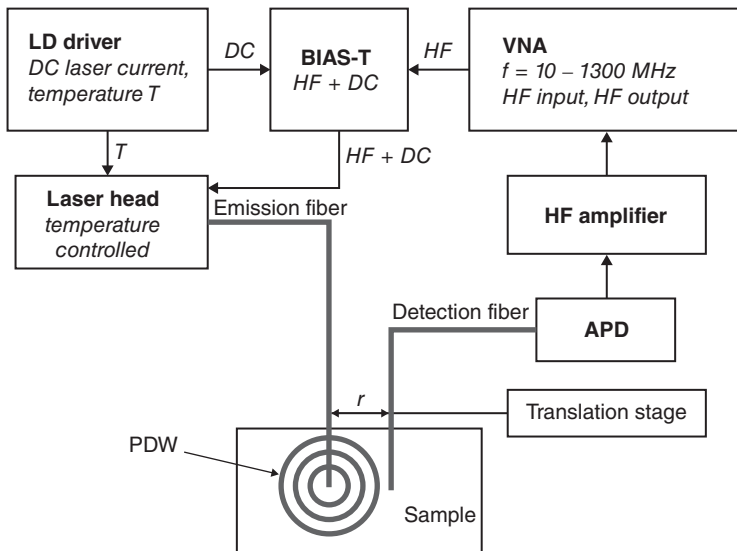 LD driver
DC laser current,
temperature T
DC
BIAS-T
HF + DC
HF
VNA
f = 10 – 1300 MHz
HF input, HF output
T
HF + DC
Laser head
temperature
controlled
Emission fiber
HF amplifier
Detection fiber
APD
r
Translation stage
PDW
Sample